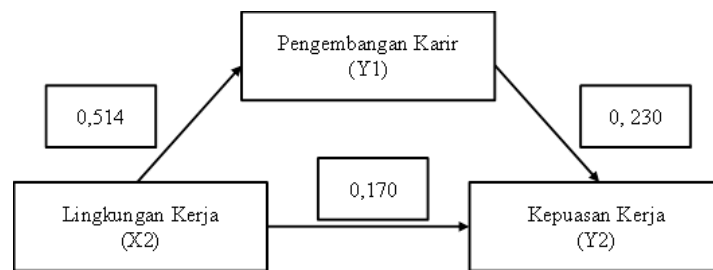 Pengembangan Karir
(Y1)
0,514
0, 230
0,170
Lingkungan Kerja
(X2)
Kepuasan Kerja
(Y2)